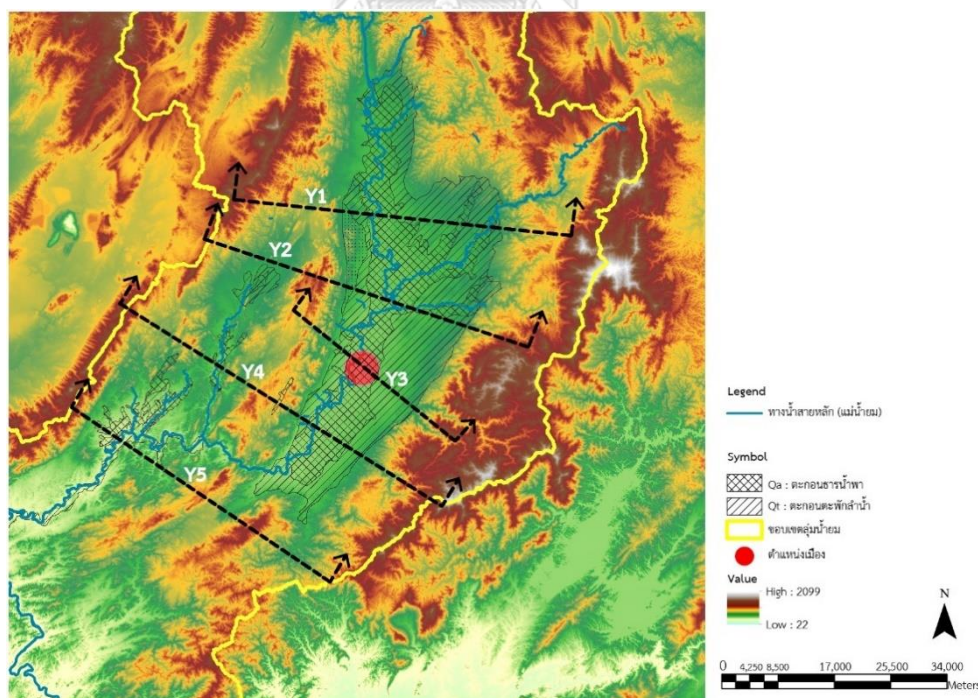 Y1
Y2
Y3
Y4
Y5
Legend
ทางน้ำสายหลัก (แม่น้ำยม)
Symbol
Qa : ตะกอนธารน้ำพา
Qt : ตะกอนตะพักลำน้ำ
ขอบเขตลุ่มน้ำยม
ตำแหน่งเมือง
Value
High : 2099
Low : 22
N
0 4,250 8,500 17,000 25,500 34,000
Meters